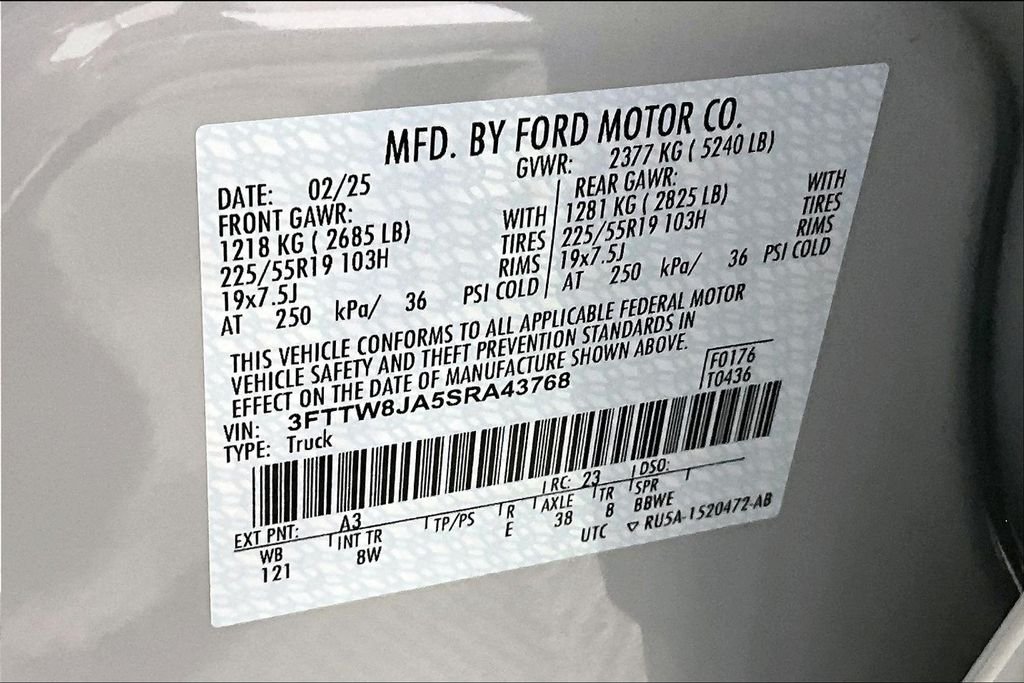 MFD. BY FORD MOTOR CO.
DATE: 02/25 GVWR: 2377 KG ( 5240 LB)
FRONT GAWR: REAR GAWR:
1218 KG ( 2685 LB) WITH 1281 KG ( 2825 LB) WITH
225/55R19 103H TIRES 225/55R19 103H TIRES
19x7.5J RIMS 19x7.5J RIMS
AT 250 kPa/ 36 PSI COLD AT 250 kPa/ 36 PSI COLD
THIS VEHICLE CONFORMS TO ALL APPLICABLE FEDERAL MOTOR
VEHICLE SAFETY AND THEFT PREVENTION STANDARDS IN
EFFECT ON THE DATE OF MANUFACTURE SHOWN ABOVE.
VIN: 3FTTW8JA5SRA43768 F0176
TYPE: Truck T0436
EXT PNT: A3 RC: 23 DSO:
WB INT TR TP/PS R AXLE TR SPR
121 8W E 38 8 BBWE
UTC ▽ RU5A-1520472-AB